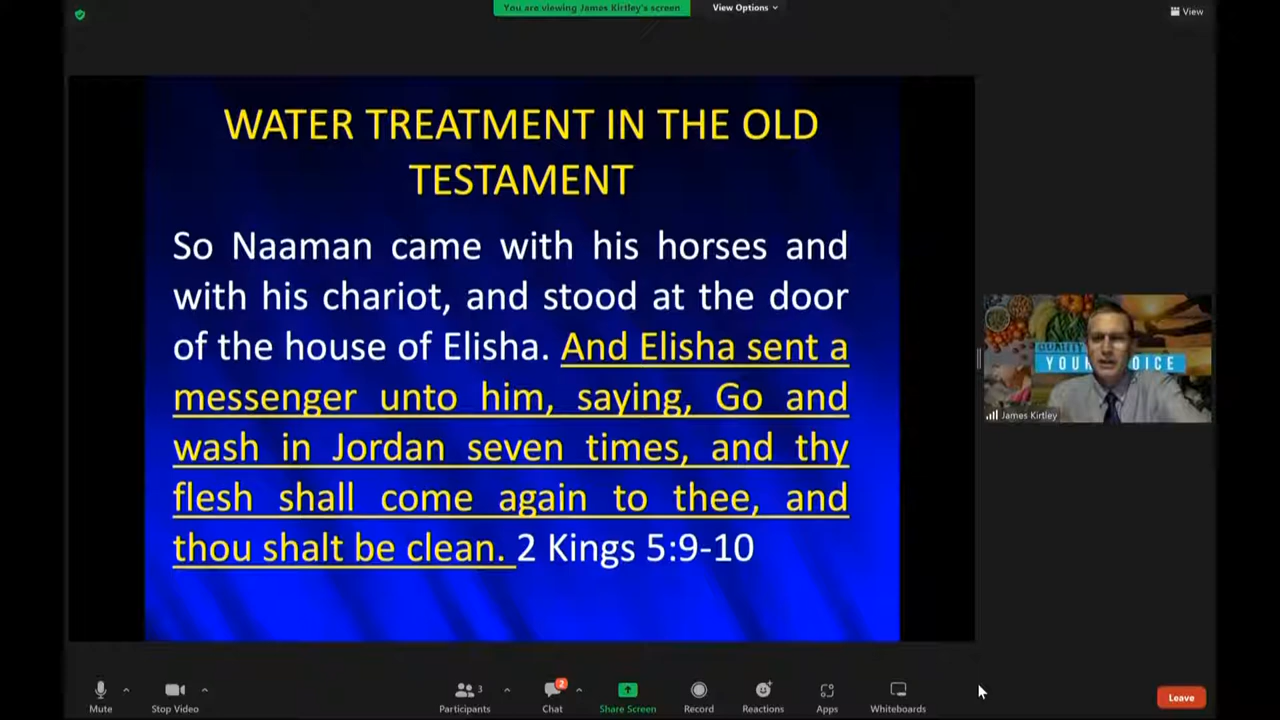 You are viewing James Kirtley's screen
View Options
View
WATER TREATMENT IN THE OLD
TESTAMENT
So Naaman came with his horses and
with his chariot, and stood at the door
of the house of Elisha. And Elisha sent a
messenger unto him, saying, Go and
wash in Jordan seven times, and thy
flesh shall come again to thee, and
thou shalt be clean. 2 Kings 5:9-10
James Kirtley
Mute
Stop Video
Participants
3
Chat
2
Share Screen
Record
Reactions
Apps
Whiteboards
Leave